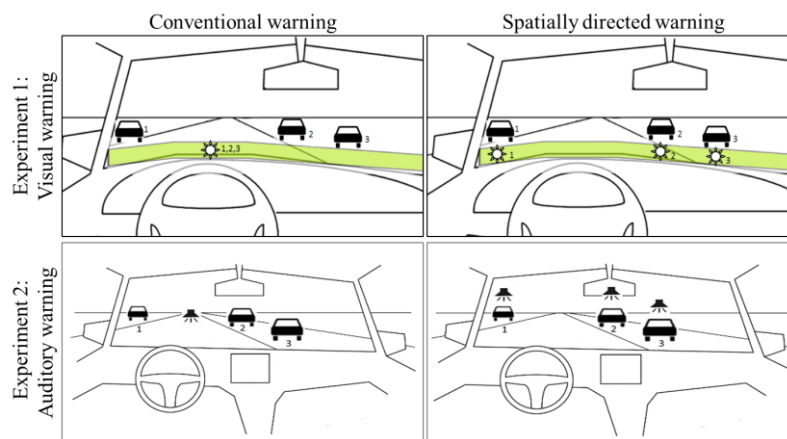 Conventional warning
Spatially directed warning
Experiment 1:
Visual warning
1
2
3
1,2,3
1
2
3
1
2
3
Experiment 2:
Auditory warning
1
2
3
1
2
3